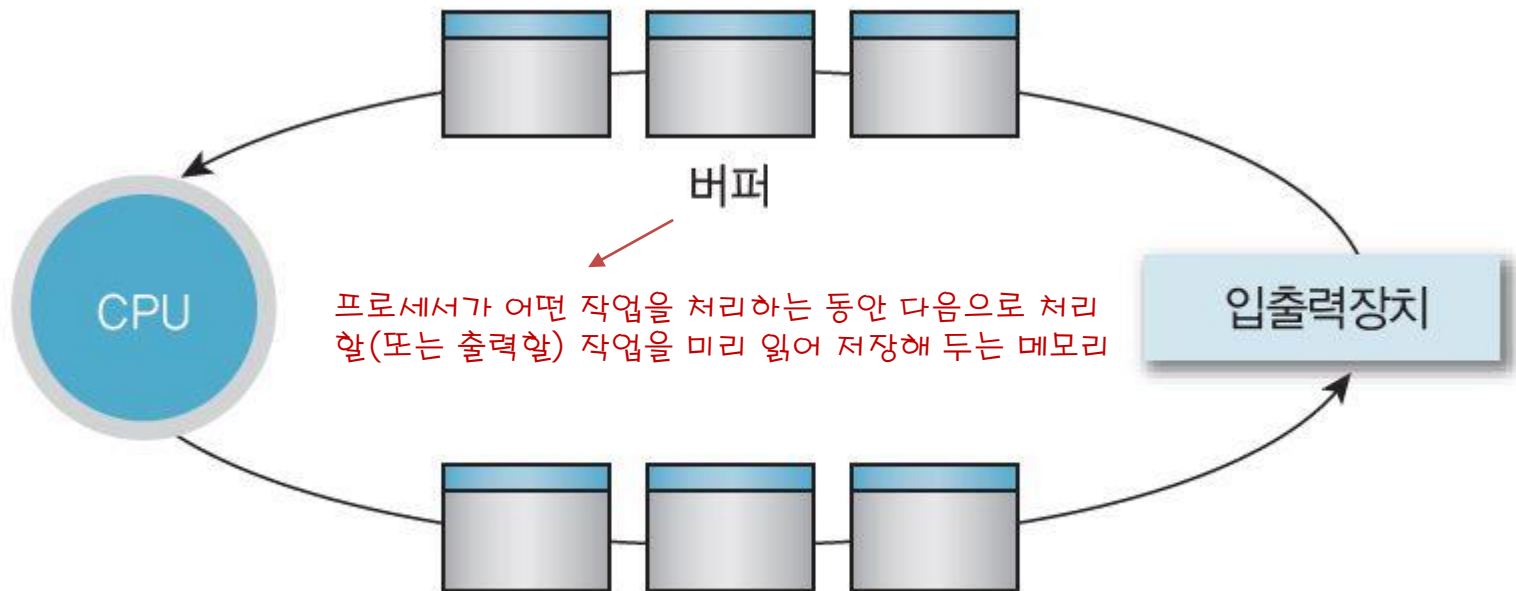 버퍼
CPU
입출력장치
프로세서가 어떤 작업을 처리하는 동안 다음으로 처리
할(또는 출력할) 작업을 미리 읽어 저장해 두는 메모리